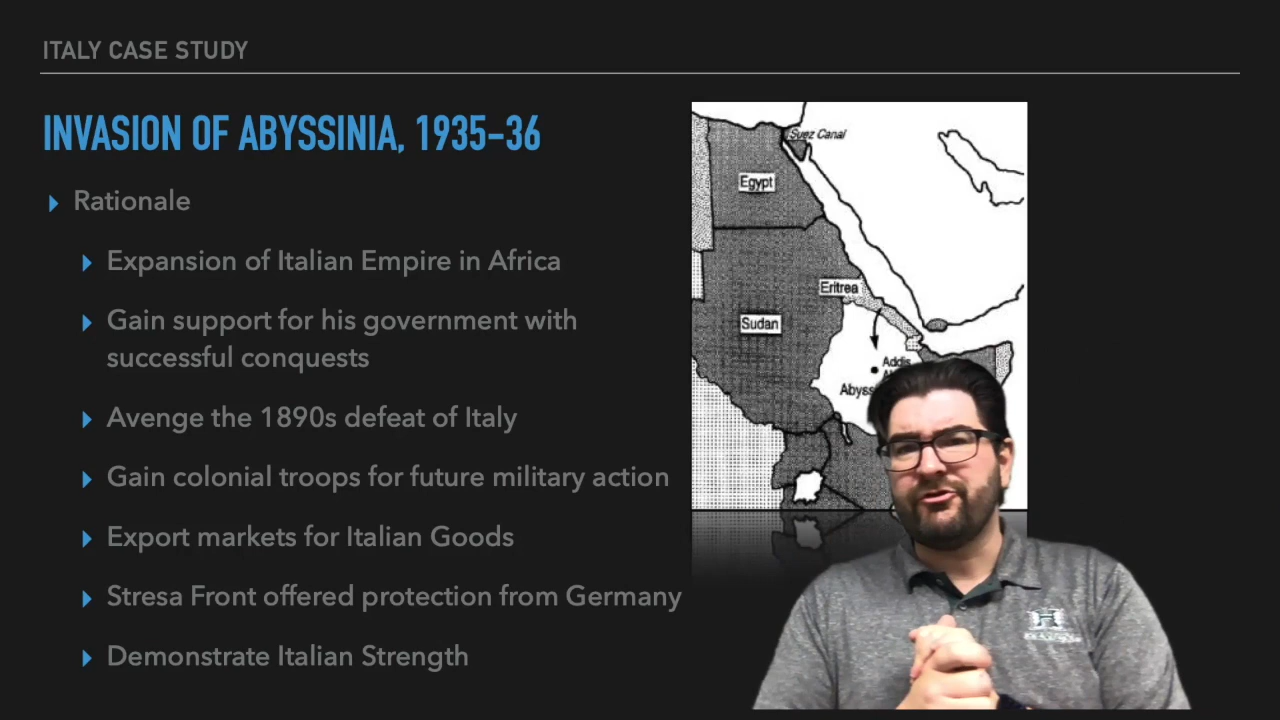 ITALY CASE STUDY
INVASION OF ABYSSINIA, 1935-36
Rationale
Expansion of Italian Empire in Africa
Gain support for his government with
successful conquests
Avenge the 1890s defeat of Italy
Gain colonial troops for future military action
Export markets for Italian Goods
Stresa Front offered protection from Germany
Demonstrate Italian Strength
Suez Canal
Egypt
Eritrea
Sudan
Addis